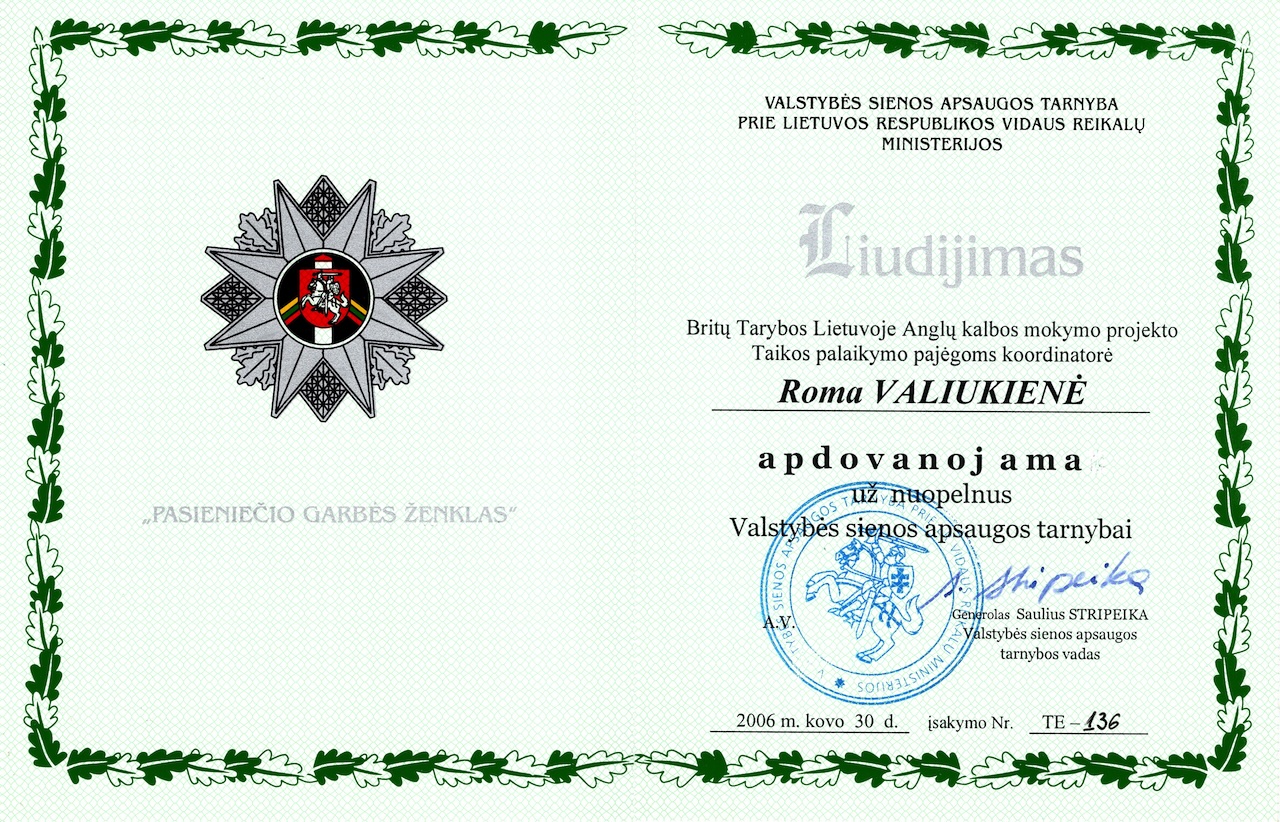 „PASIENIEČIO GARBĖS ŽENKLAS“
VALSTYBĖS SIENOS APSAUGOS TARNYBA
PRIE LIETUVOS RESPUBLIKOS VIDAUS REIKALŲ
MINISTERIJOS
Liudijimas
Britų Tarybos Lietuvoje Anglų kalbos mokymo projekto
Taikos palaikymo pajėgoms koordinatorė
Roma VALIUKIENĖ
apdovanojama
už nuopelnus
Valstybės sienos apsaugos tarnybai
VALSTYBĖS SIENOS APSAUGOS TARNYBA PRIE VIDAUS REIKALŲ MINISTERIJOS
S. Stripeika
A.V.
Generolas Saulius STRIPEIKA
Valstybės sienos apsaugos
tarnybos vadas
2006 m. kovo 30 d. įsakymo Nr. TE – 136